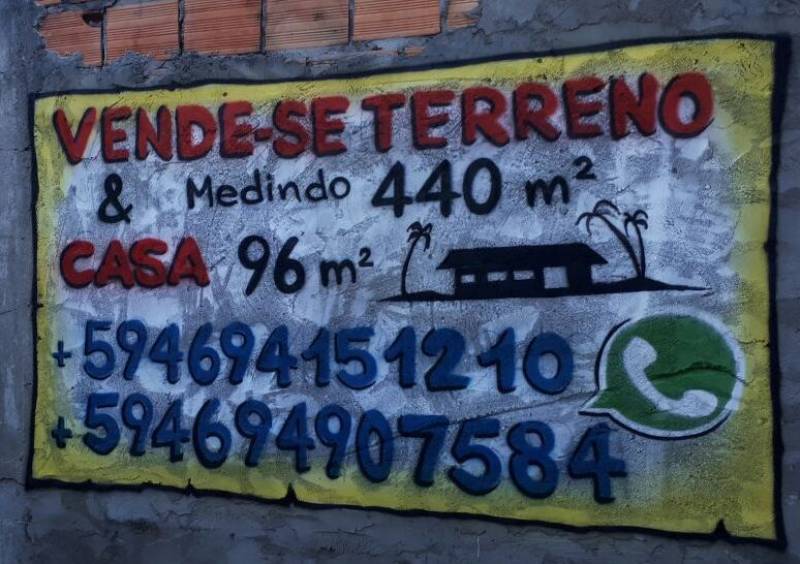 VENDE-SE TERRENO
& Medindo 440 m²
CASA 96 m²
+594694151210
+594694907584